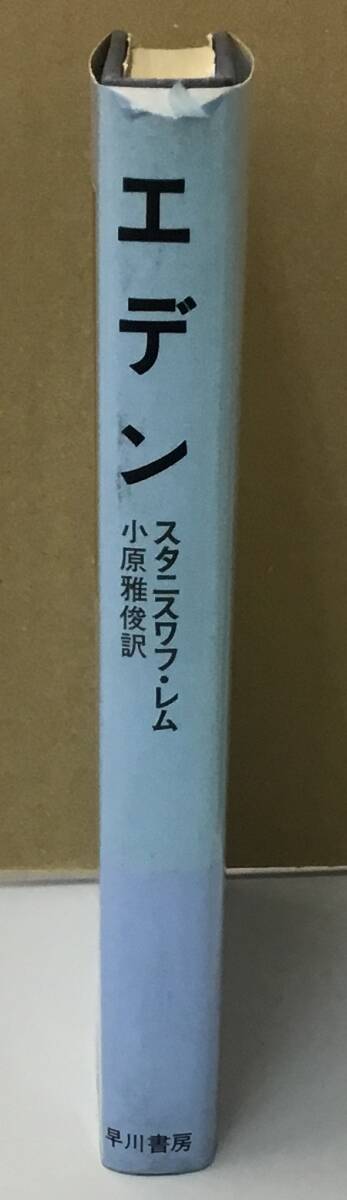 エデン
スタニスワフ・レム
小原雅俊訳
早川書房